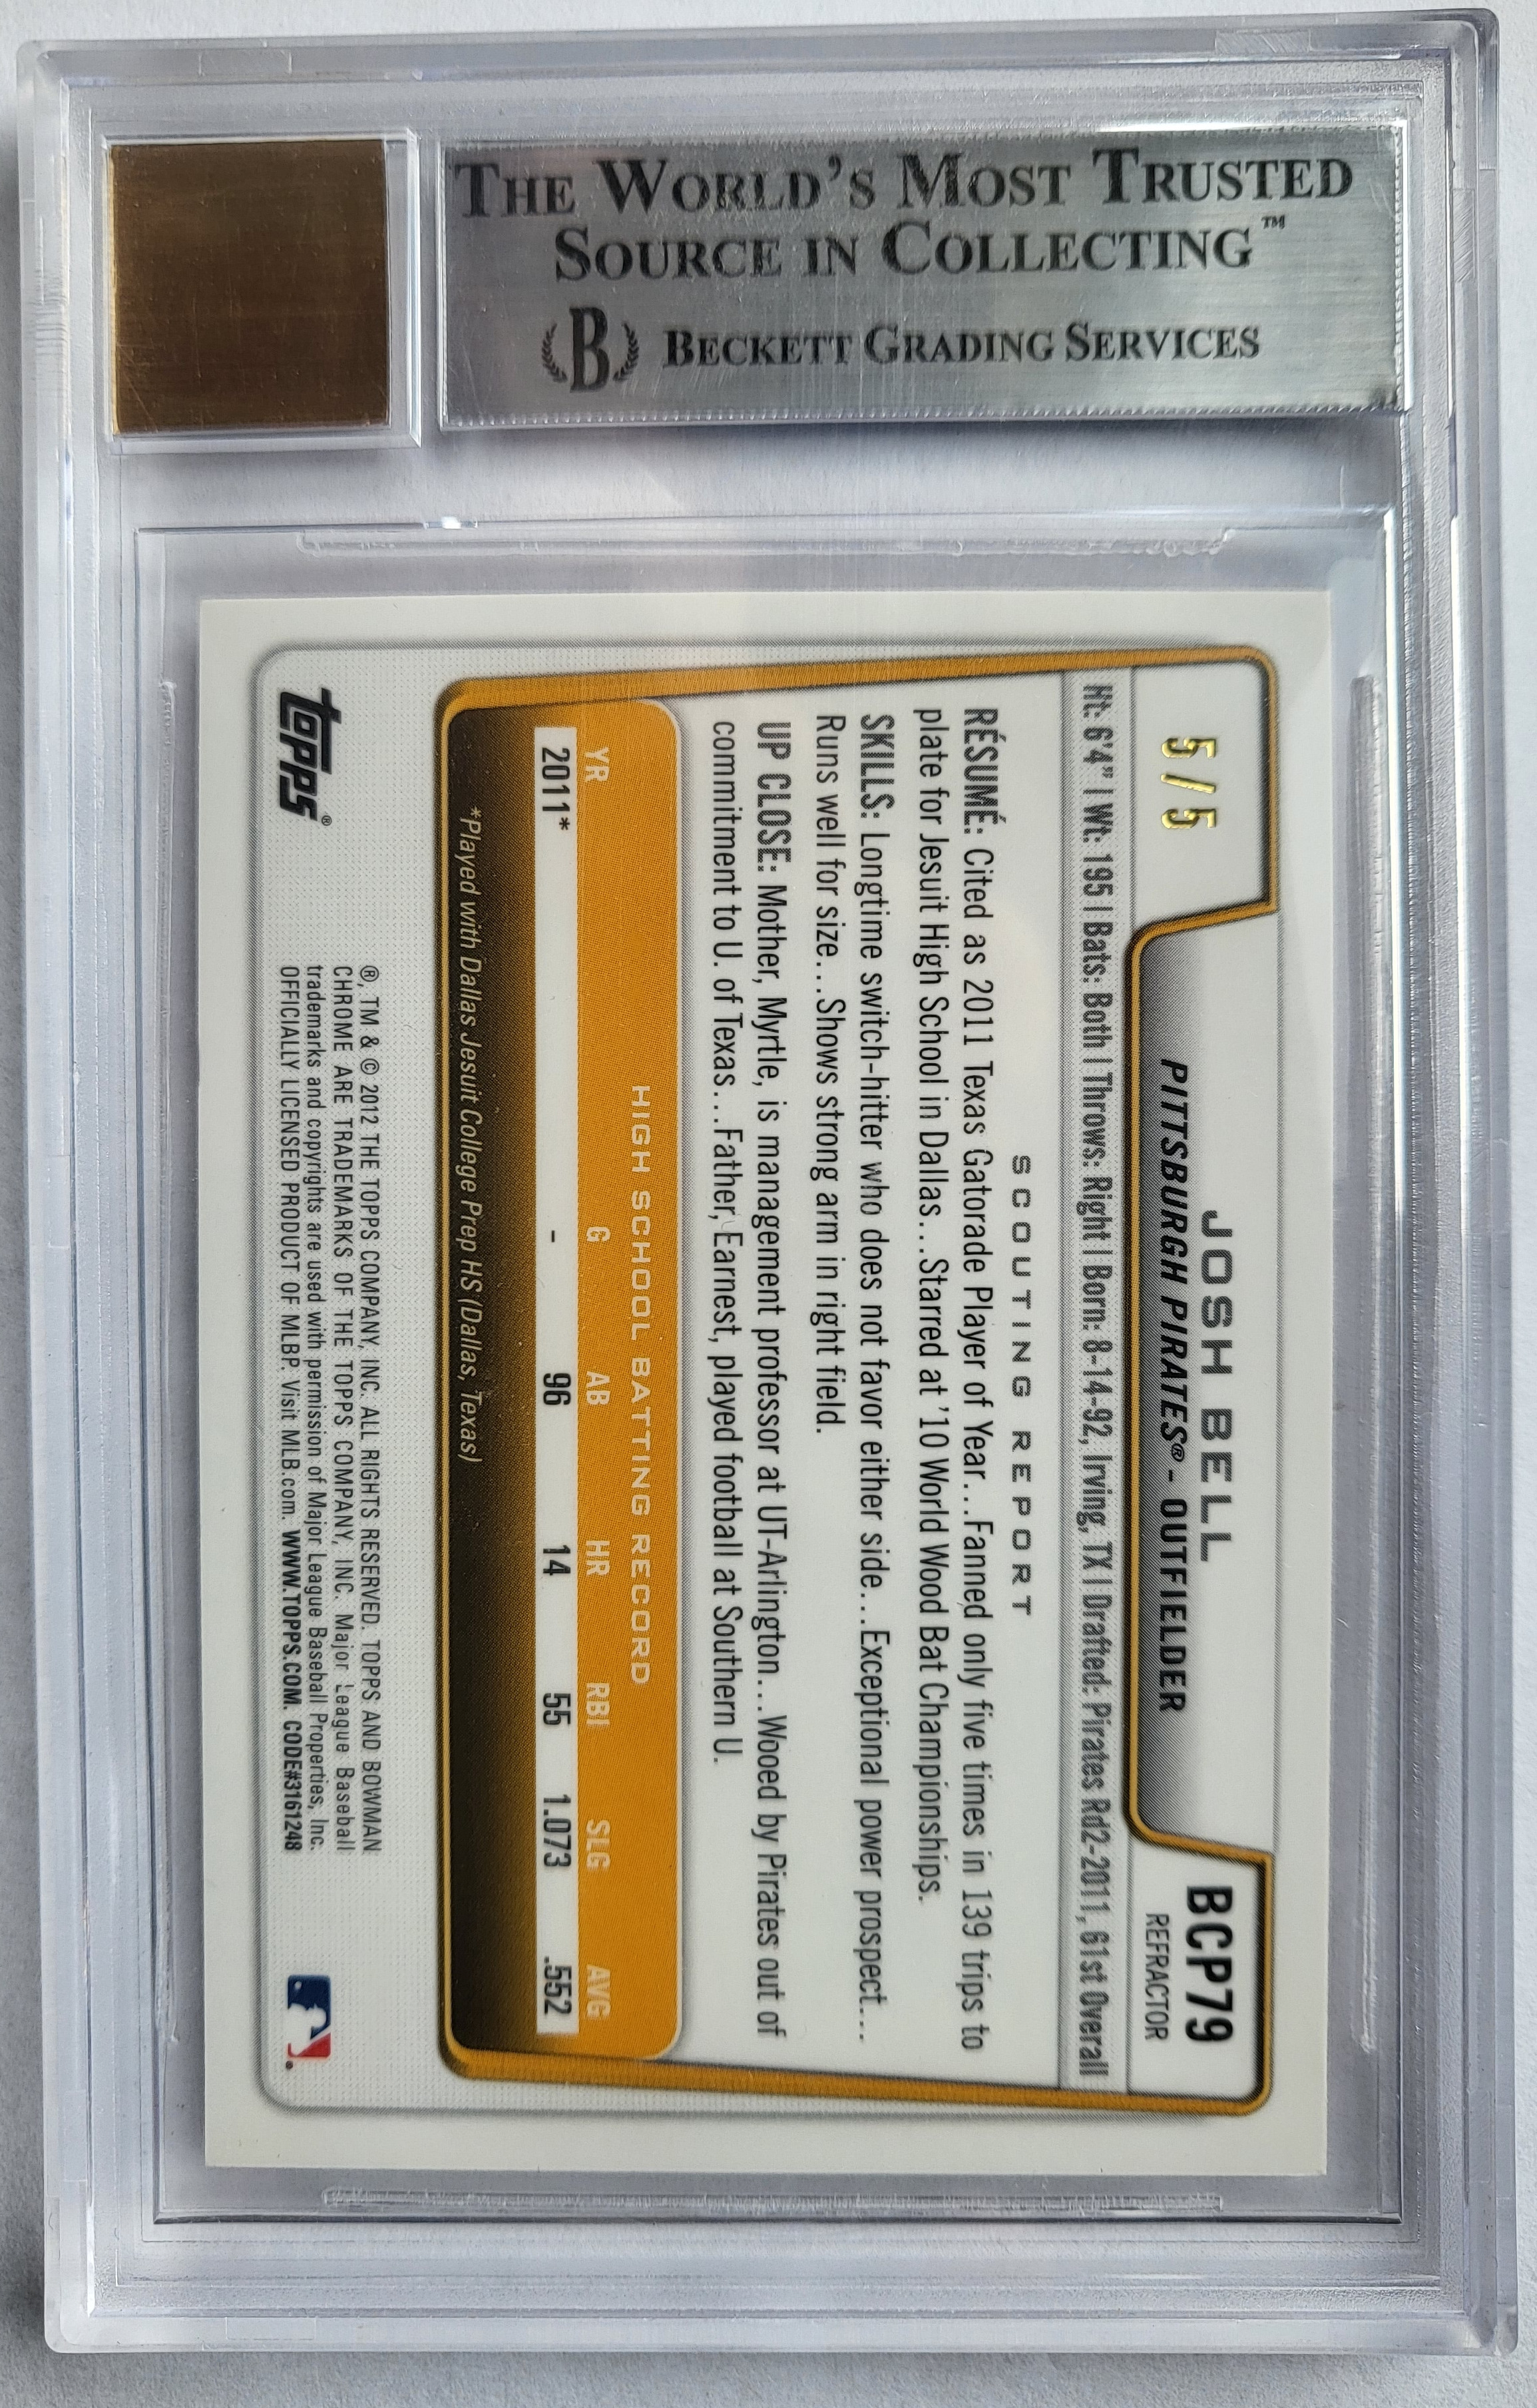 THE WORLD'S MOST TRUSTED
SOURCE IN COLLECTING™
B BECKETT GRADING SERVICES
5/5
JOSH BELL
PITTSBURGH PIRATES® - OUTFIELDER
BCP79
REFRACTOR
Ht: 6'4" | Wt: 195 | Bats: Both | Throws: Right | Born: 8-14-92, Irving, TX | Drafted: Pirates Rd2-2011, 61st Overall
SCOUTING REPORT
RÉSUMÉ: Cited as 2011 Texas Gatorade Player of Year...Fanned only five times in 139 trips to
plate for Jesuit High School in Dallas...Starred at '10 World Wood Bat Championships.
SKILLS: Longtime switch-hitter who does not favor either side...Exceptional power prospect...
Runs well for size...Shows strong arm in right field.
UP CLOSE: Mother, Myrtle, is management professor at UT-Arlington...Wooed by Pirates out of
commitment to U. of Texas...Father, Earnest, played football at Southern U.
HIGH SCHOOL BATTING RECORD
YR G AB HR RBI SLG AVG
2011* - 96 14 55 1.073 .552
*Played with Dallas Jesuit College Prep HS (Dallas, Texas)
topps®
®, TM & © 2012 THE TOPPS COMPANY, INC. ALL RIGHTS RESERVED. TOPPS AND BOWMAN
CHROME ARE TRADEMARKS OF THE TOPPS COMPANY, INC. Major League Baseball
trademarks and copyrights are used with permission of Major League Baseball Properties, Inc.
OFFICIALLY LICENSED PRODUCT OF MLBP. Visit MLB.com. WWW.TOPPS.COM. CODE#3161248